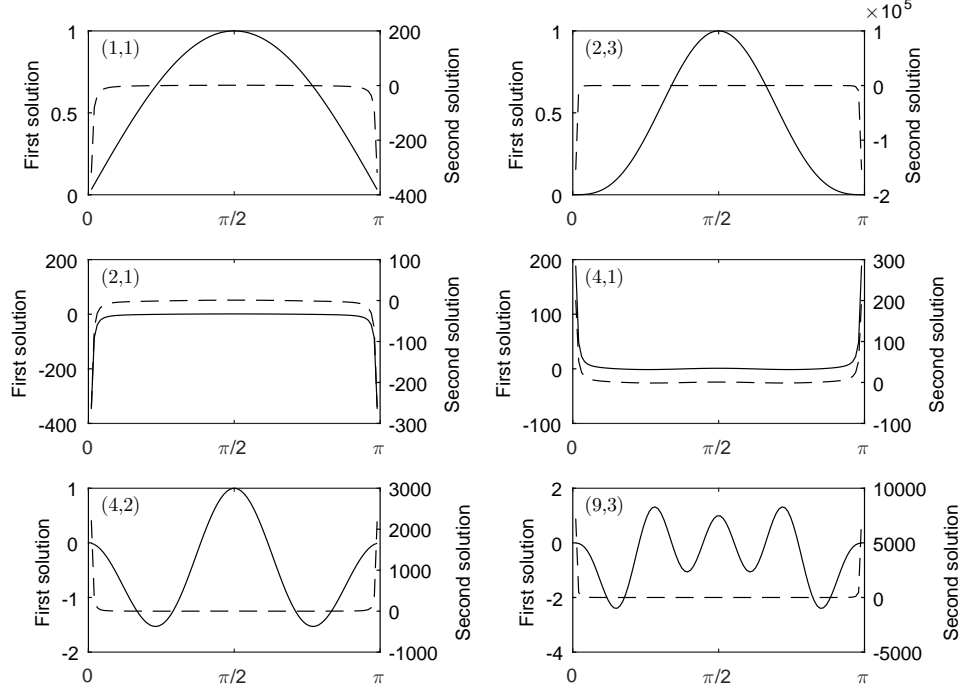 (1,1)
First solution
1
0.5
0
200
0
-200
-400
Second solution
0
π/2
π
(2,3)
First solution
1
0.5
0
×10⁵
1
0
-1
-2
Second solution
0
π/2
π
(2,1)
First solution
200
0
-200
-400
100
0
-100
-200
-300
Second solution
0
π/2
π
(4,1)
First solution
200
100
0
-100
300
200
100
0
-100
Second solution
0
π/2
π
(4,2)
First solution
1
0
-1
-2
3000
2000
1000
0
-1000
Second solution
0
π/2
π
(9,3)
First solution
2
0
-2
-4
10000
5000
0
-5000
Second solution
0
π/2
π